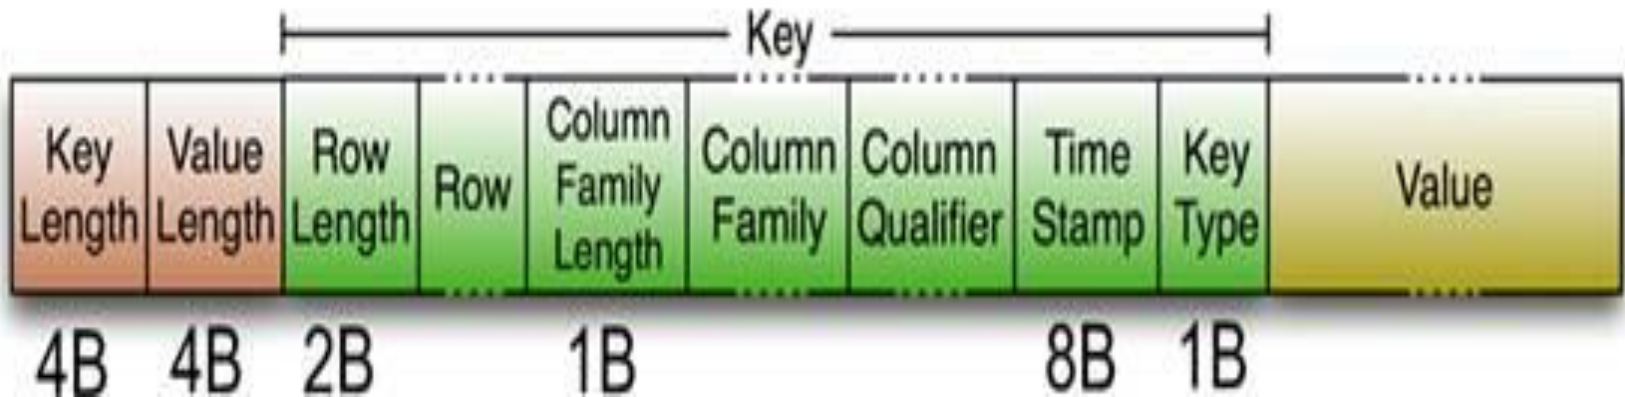 Key
Key
Length
Value
Length
Row
Length
Row
Column
Family
Length
Column
Family
Column
Qualifier
Time
Stamp
Key
Type
Value
4B
4B
2B
1B
8B
1B